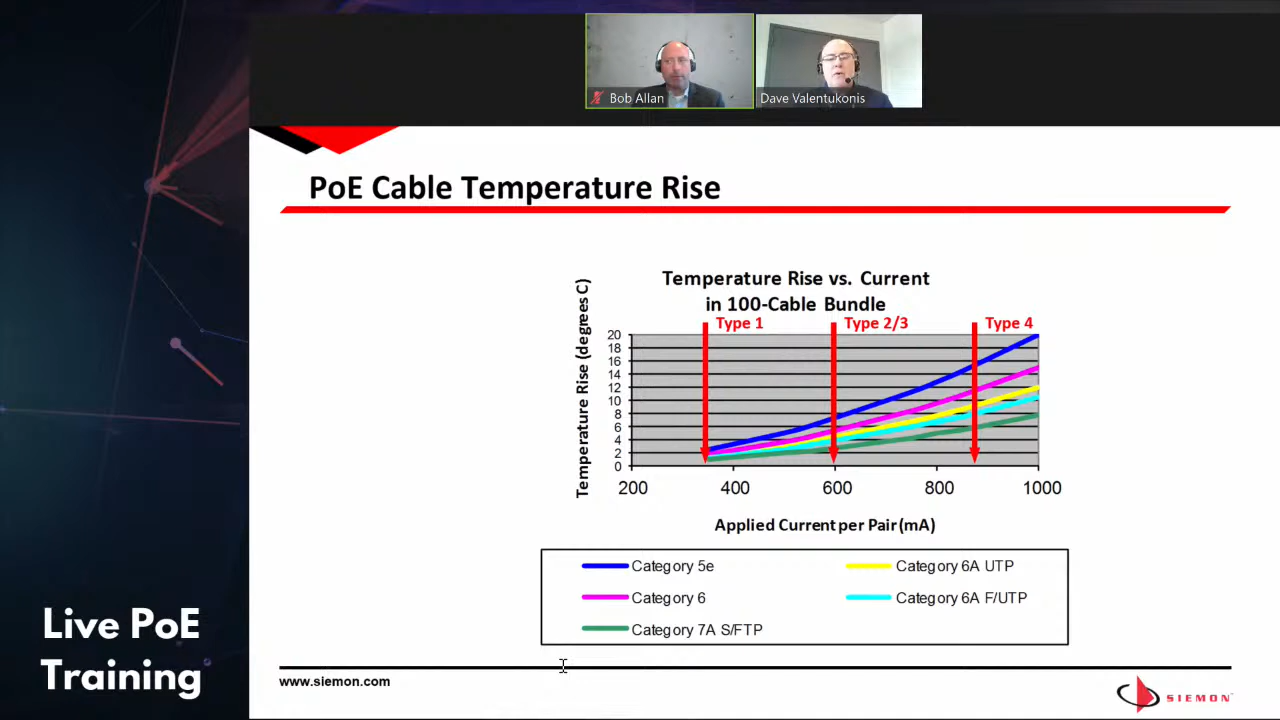 Bob Allan
Dave Valentukonis
PoE Cable Temperature Rise
Temperature Rise vs. Current
in 100-Cable Bundle
Type 1
Type 2/3
Type 4
Temperature Rise (degrees C)
20
18
16
14
12
10
8
6
4
2
0
200
400
600
800
1000
Applied Current per Pair (mA)
Category 5e
Category 6A UTP
Category 6
Category 6A F/UTP
Category 7A S/FTP
Live PoE
Training
www.siemon.com
SIEMON